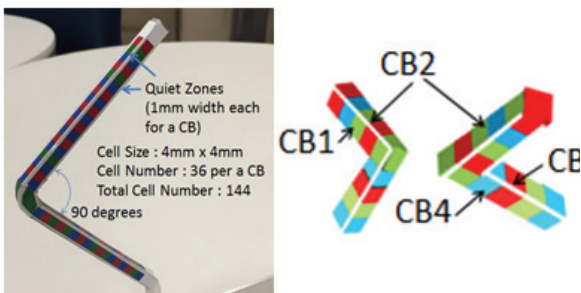 Quiet Zones
(1mm width each
for a CB)
Cell Size : 4mm x 4mm
Cell Number : 36 per a CB
Total Cell Number : 144
90 degrees
CB2
CB1
CB
CB4